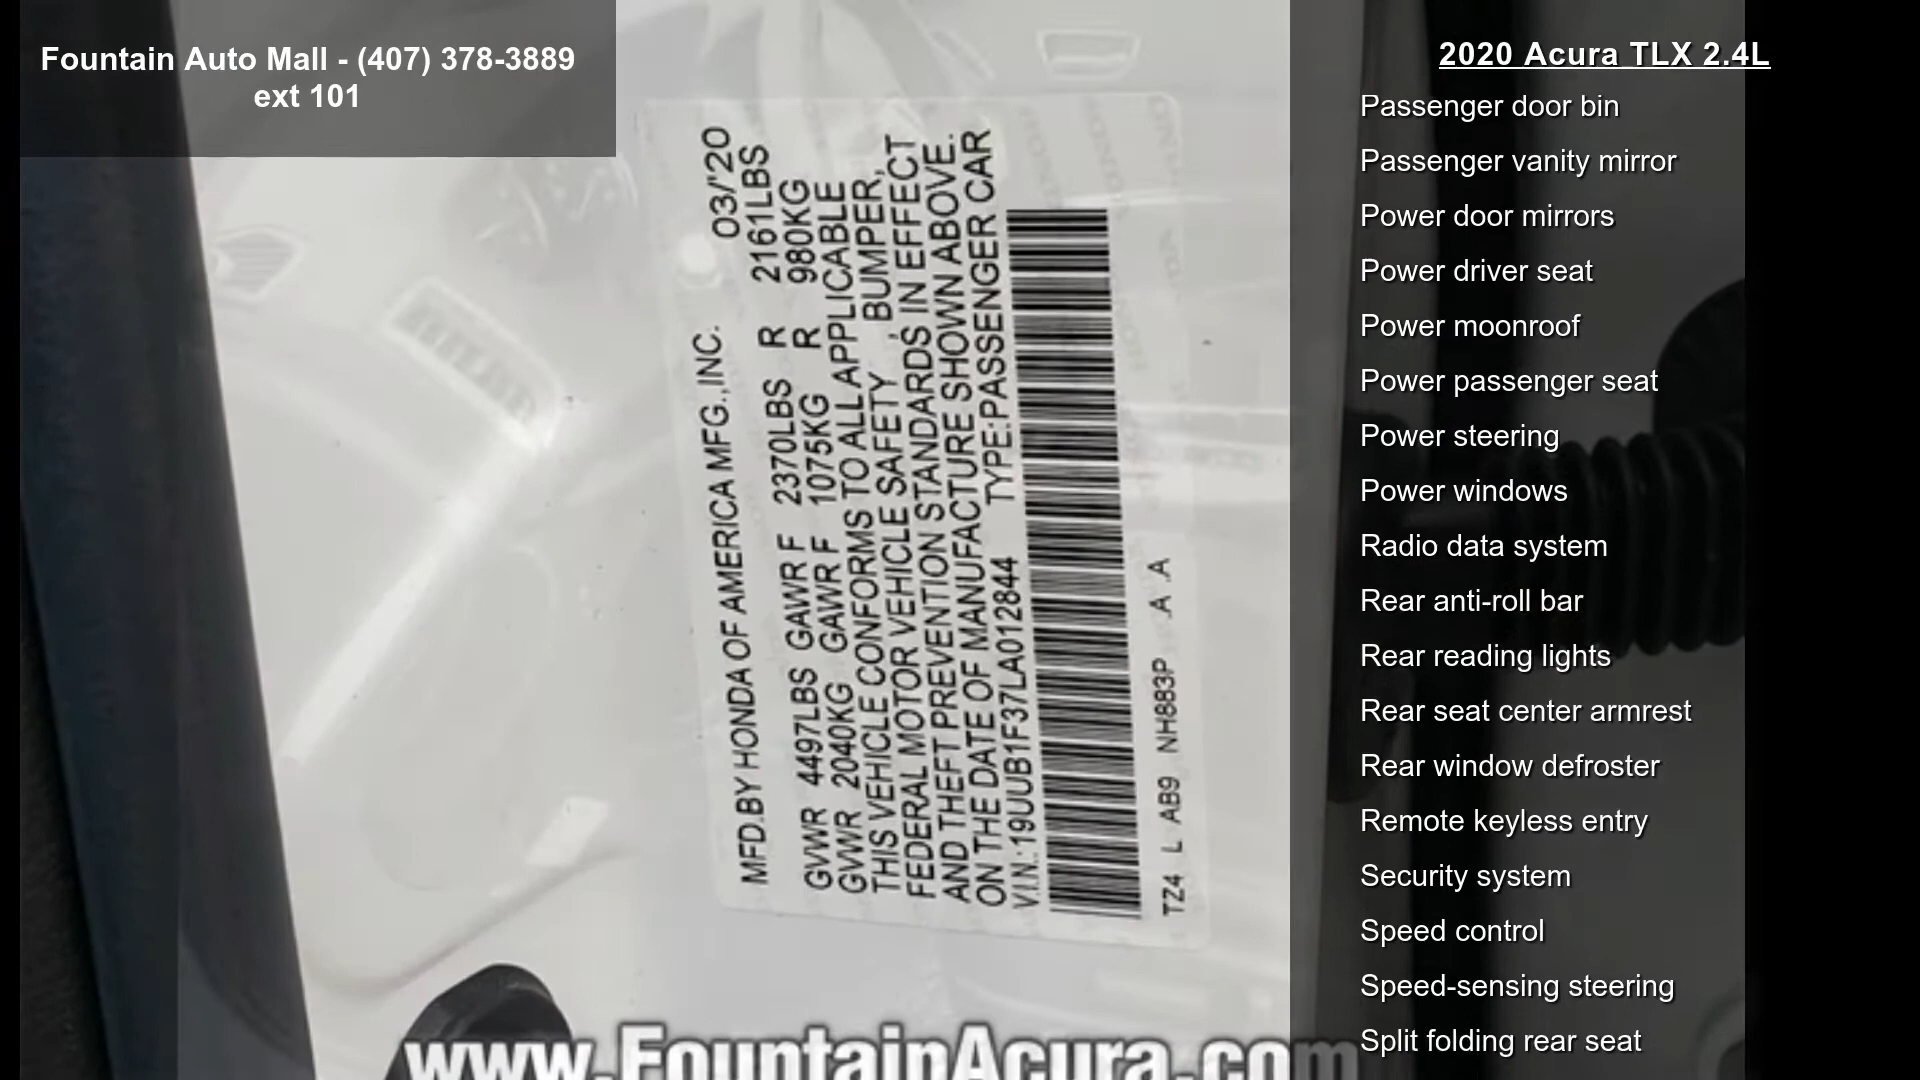 Fountain Auto Mall - (407) 378-3889
ext 101
MFD.BY HONDA OF AMERICA MFG.,INC. 03/'20
GVWR 4497LBS GAWR F 2370LBS R 2161LBS
GVWR 2040KG GAWR F 1075KG R 980KG
THIS VEHICLE CONFORMS TO ALL APPLICABLE
FEDERAL MOTOR VEHICLE SAFETY , BUMPER,
AND THEFT PREVENTION STANDARDS IN EFFECT
ON THE DATE OF MANUFACTURE SHOWN ABOVE.
V.I.N.:19UUB1F37LA012844 TYPE:PASSENGER CAR
TZ4 L AB9 NH883P A A
www.FountainAcura.com
2020 Acura TLX 2.4L
Passenger door bin
Passenger vanity mirror
Power door mirrors
Power driver seat
Power moonroof
Power passenger seat
Power steering
Power windows
Radio data system
Rear anti-roll bar
Rear reading lights
Rear seat center armrest
Rear window defroster
Remote keyless entry
Security system
Speed control
Speed-sensing steering
Split folding rear seat